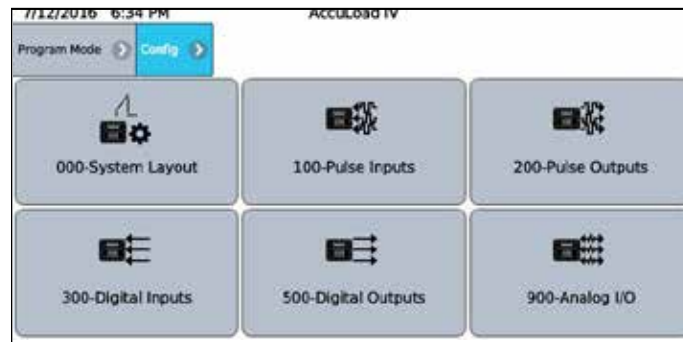 7/12/2016 6:34 PM AccuLoad IV
Program Mode Config
000-System Layout 100-Pulse Inputs 200-Pulse Outputs
300-Digital Inputs 500-Digital Outputs 900-Analog I/O